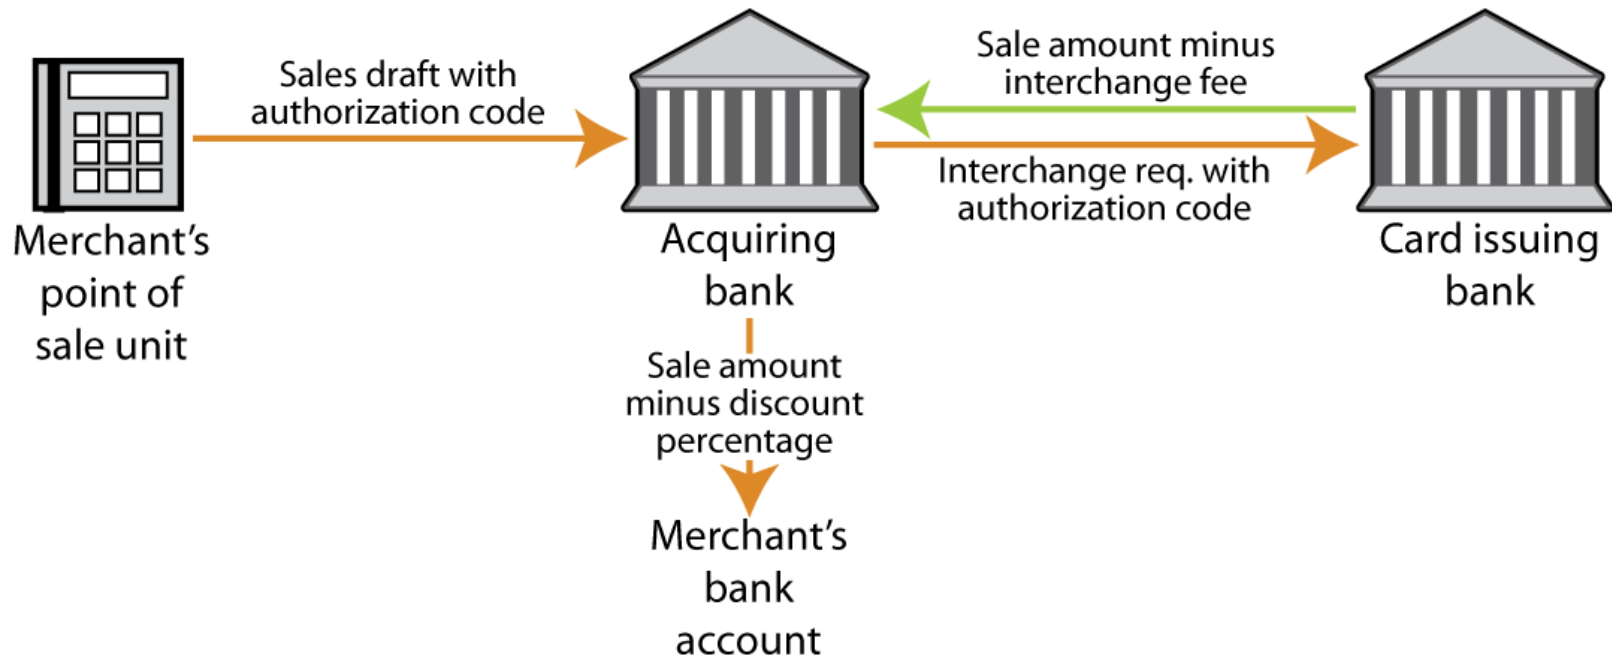 Sales draft with
authorization code
Sale amount minus
interchange fee
Interchange req. with
authorization code
Merchant’s
point of
sale unit
Acquiring
bank
Card issuing
bank
Sale amount
minus discount
percentage
Merchant’s
bank
account